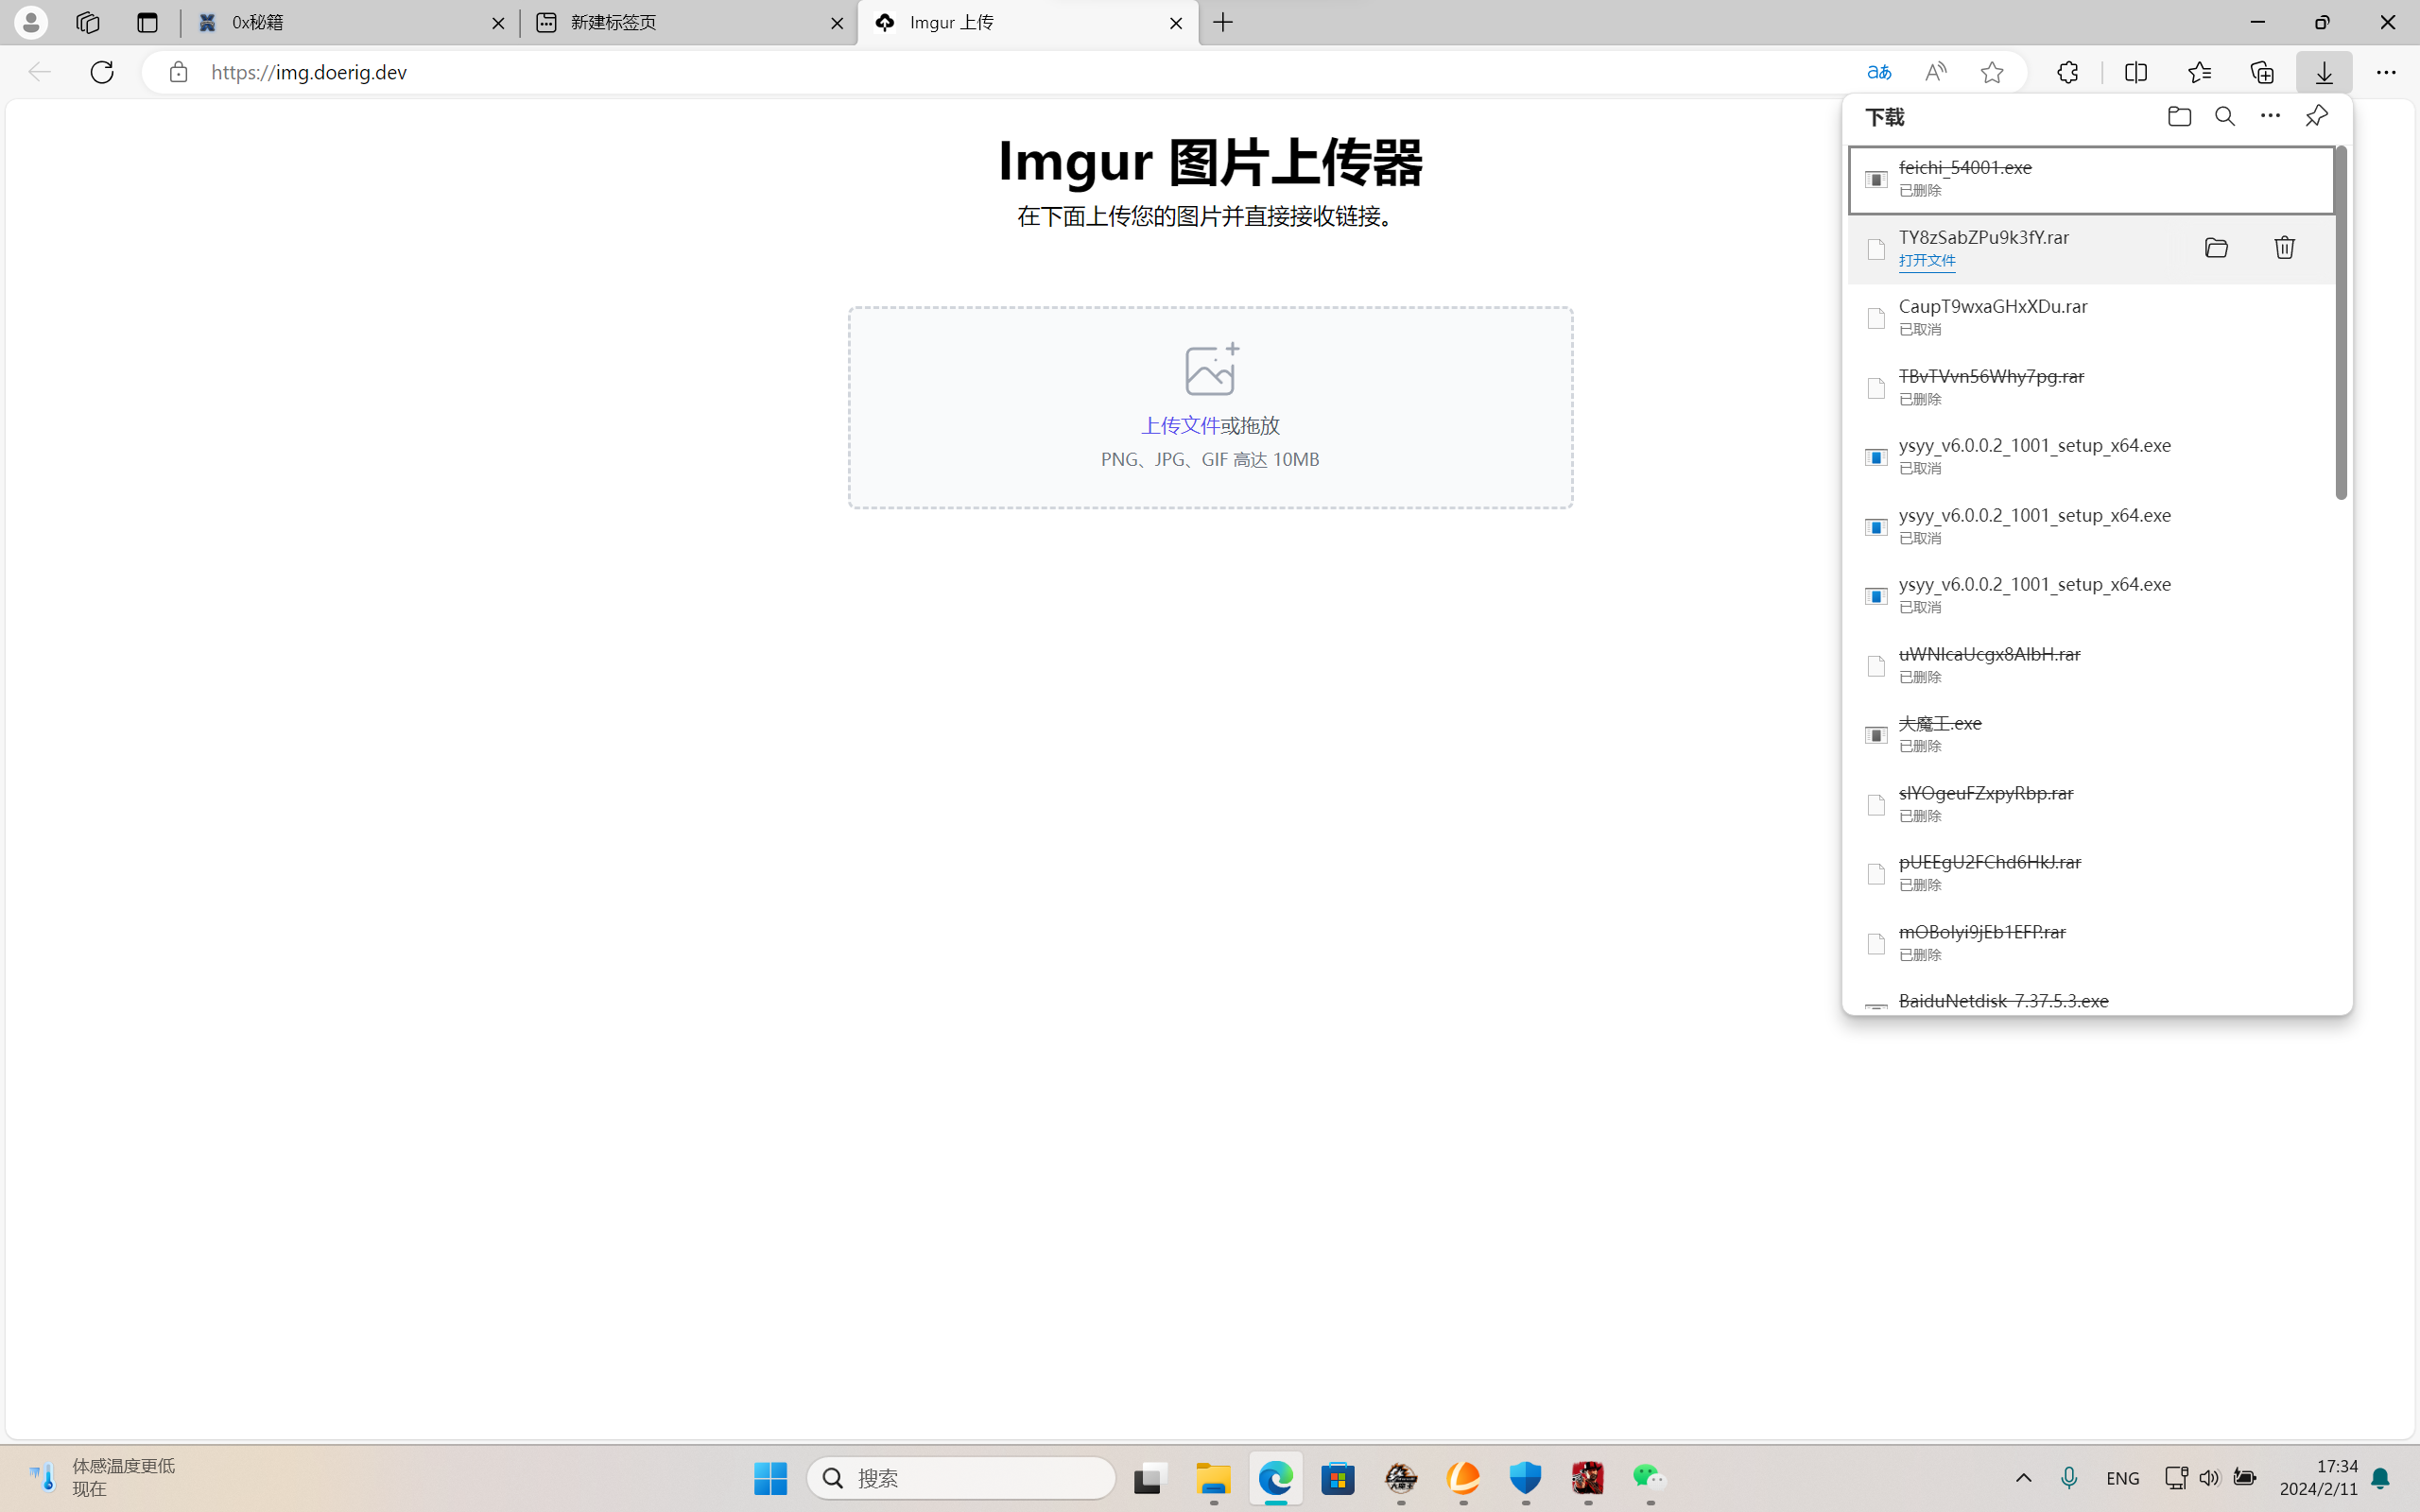 0x秘籍
新建标签页
Imgur 上传
https://img.doerig.dev
aあ
A
下载
Imgur 图片上传器
在下面上传您的图片并直接接收链接。
上传文件或拖放
PNG、JPG、GIF 高达 10MB
feichi_54001.exe
已删除
TY8zSabZPu9k3fY.rar
打开文件
CaupT9wxaGHxXDu.rar
已取消
TBvTVvn56Why7pg.rar
已删除
ysyy_v6.0.0.2_1001_setup_x64.exe
已取消
ysyy_v6.0.0.2_1001_setup_x64.exe
已取消
ysyy_v6.0.0.2_1001_setup_x64.exe
已取消
uWNIcaUcgx8AIbH.rar
已删除
大魔王.exe
已删除
sIYOgeuFZxpyRbp.rar
已删除
pUEEgU2FChd6HkJ.rar
已删除
mOBolyi9jEb1EFP.rar
已删除
BaiduNetdisk_7.37.5.3.exe
体感温度更低
现在
搜索
ENG
17:34
2024/2/11